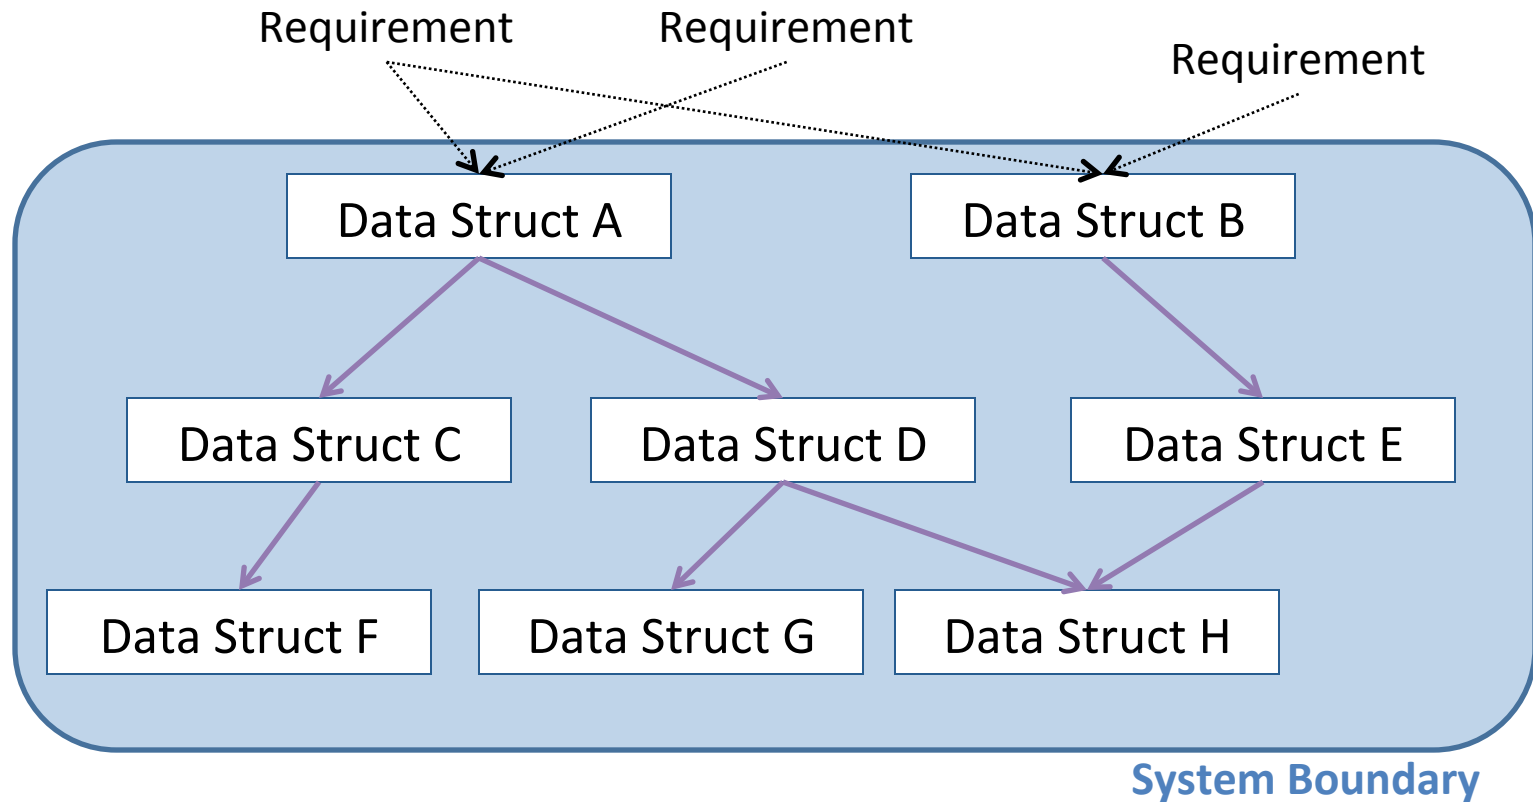 Requirement
Requirement
Requirement
Data Struct A
Data Struct B
Data Struct C
Data Struct D
Data Struct E
Data Struct F
Data Struct G
Data Struct H
System Boundary